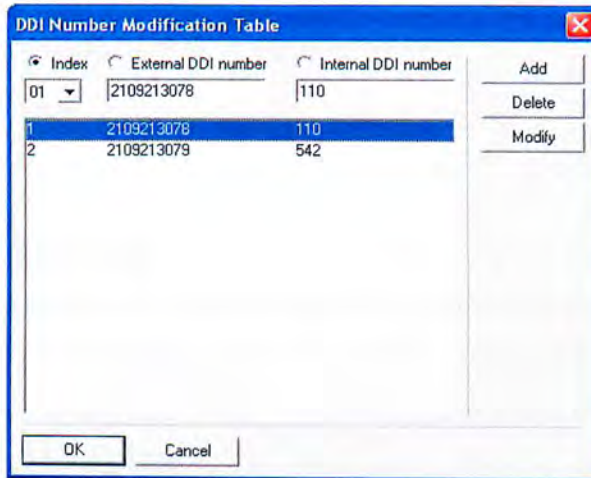 DDI Number Modification Table
Index External DDI number Internal DDI number
01 2109213078 110
1 2109213078 110
2 2109213079 542
Add
Delete
Modify
OK Cancel